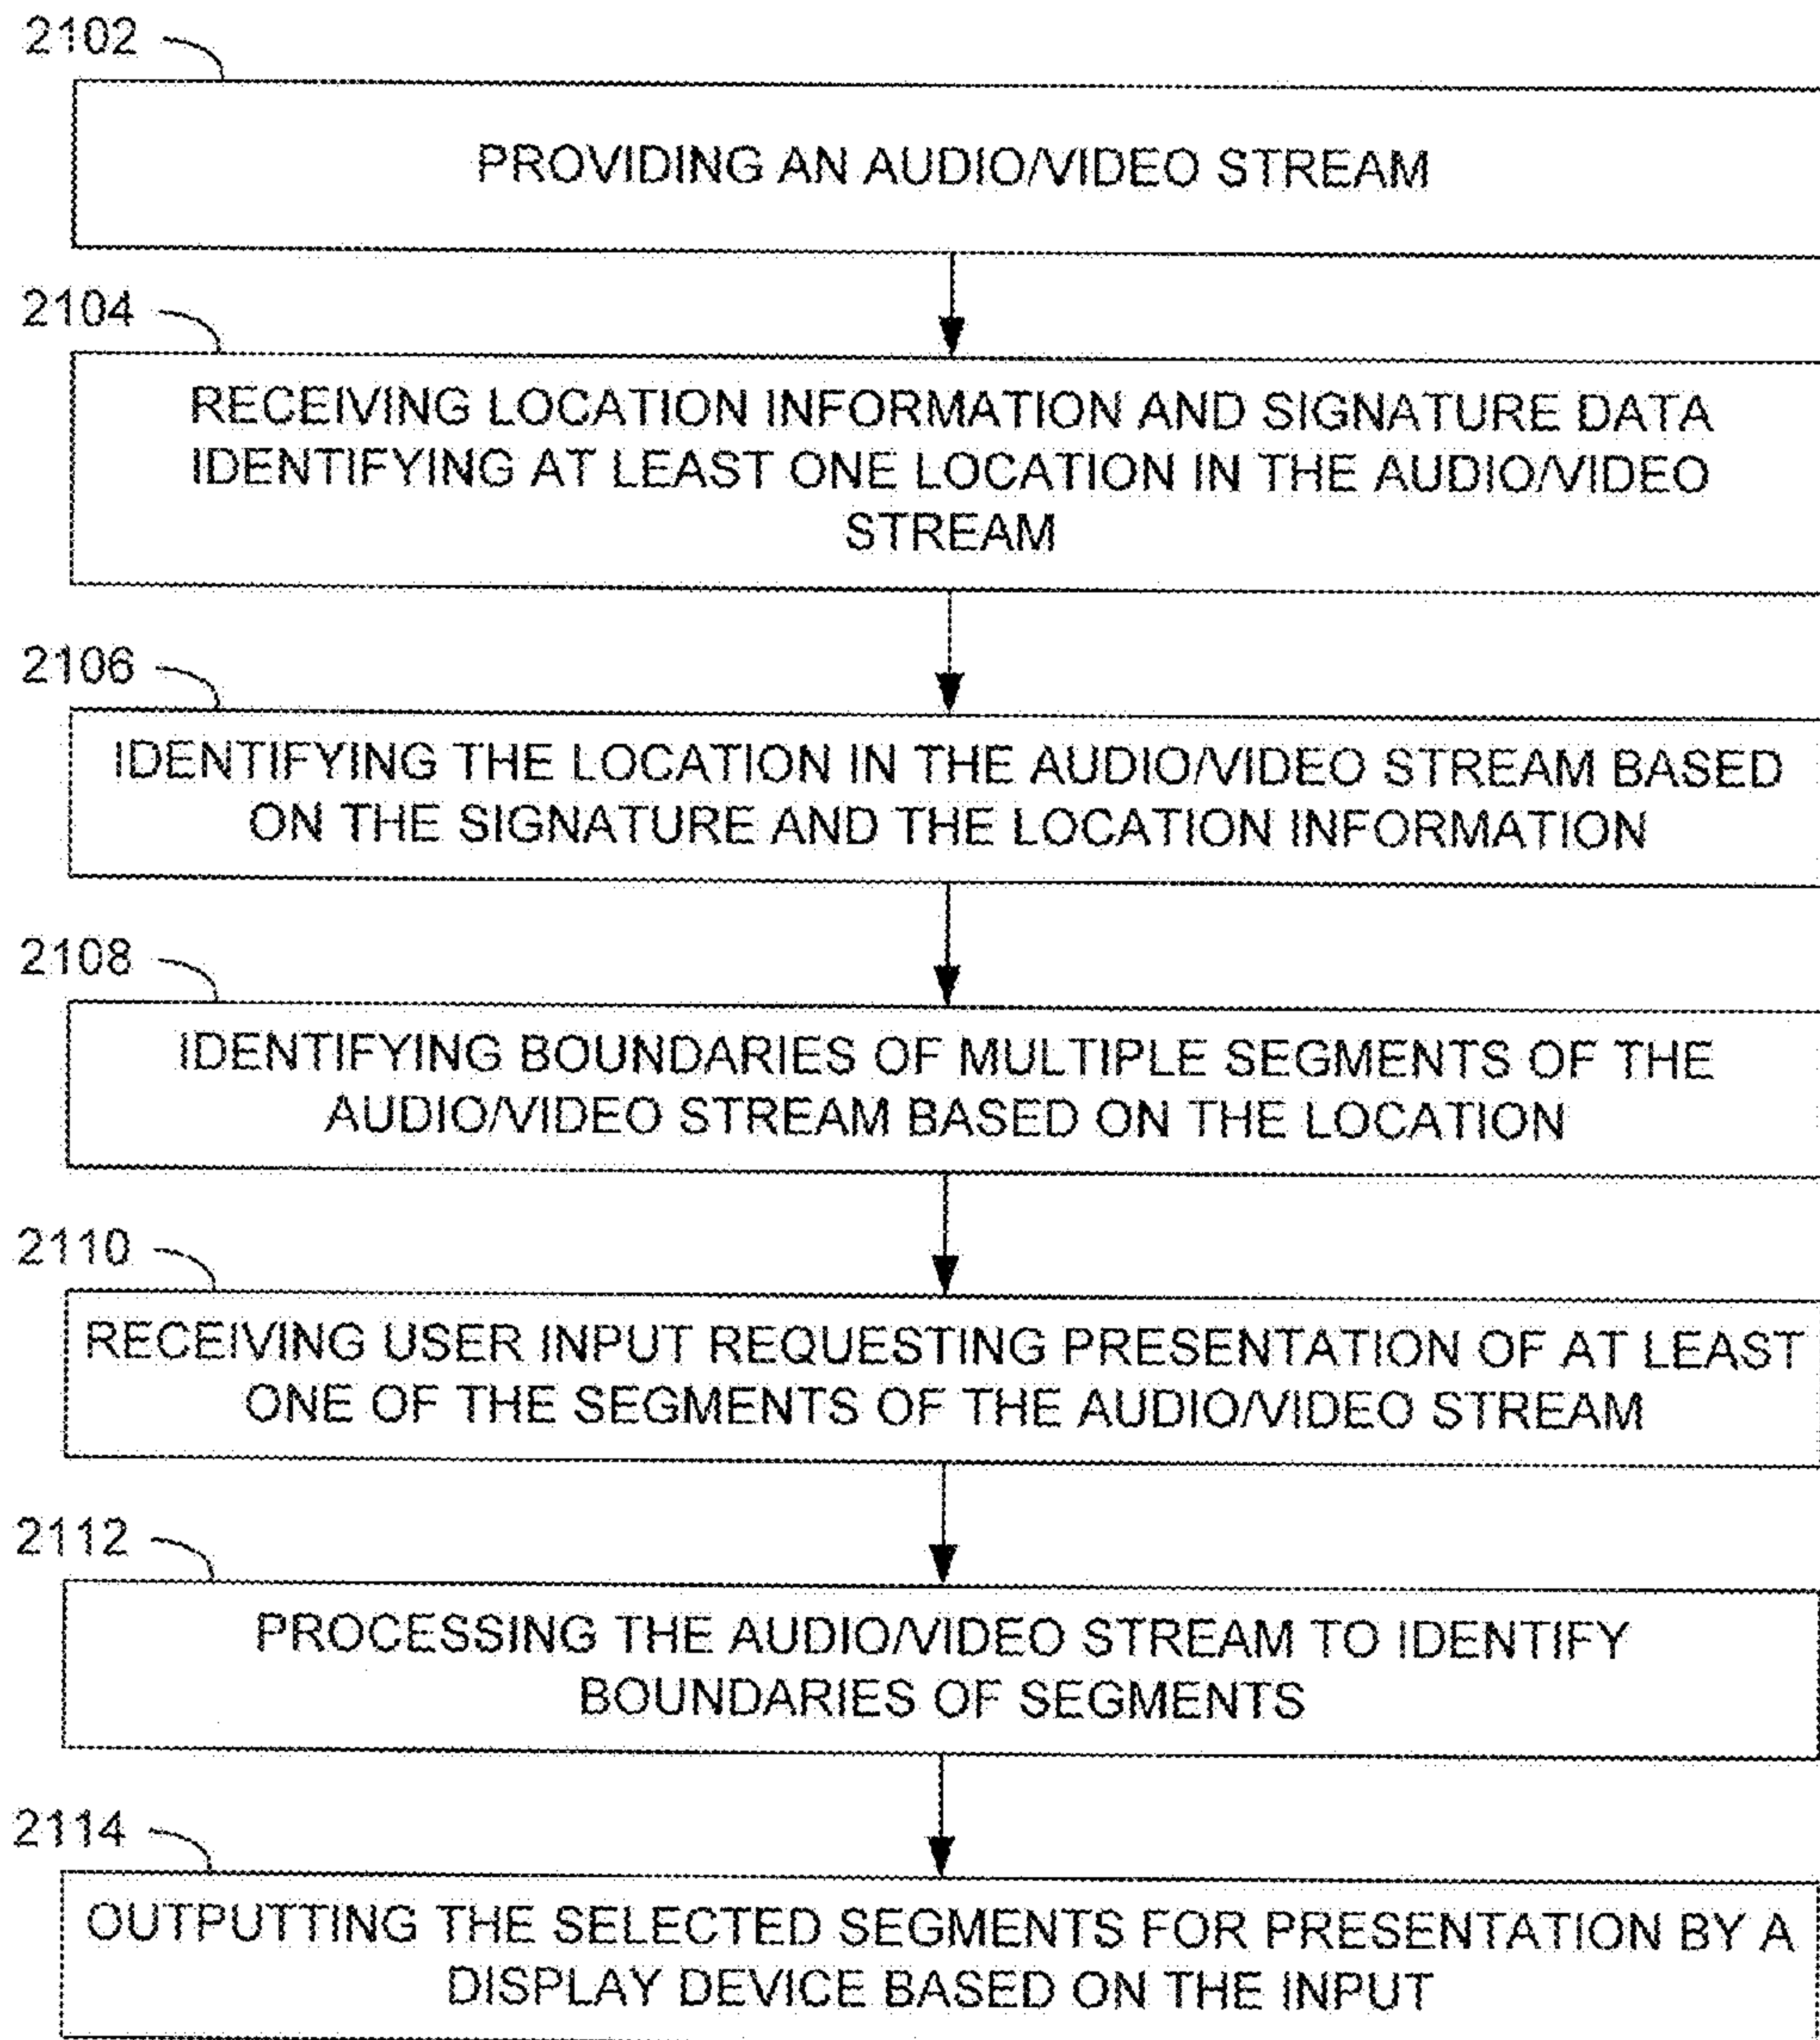 2102
PROVIDING AN AUDIO/VIDEO STREAM
2104
RECEIVING LOCATION INFORMATION AND SIGNATURE DATA
IDENTIFYING AT LEAST ONE LOCATION IN THE AUDIO/VIDEO
STREAM
2106
IDENTIFYING THE LOCATION IN THE AUDIO/VIDEO STREAM BASED
ON THE SIGNATURE AND THE LOCATION INFORMATION
2108
IDENTIFYING BOUNDARIES OF MULTIPLE SEGMENTS OF THE
AUDIO/VIDEO STREAM BASED ON THE LOCATION
2110
RECEIVING USER INPUT REQUESTING PRESENTATION OF AT LEAST
ONE OF THE SEGMENTS OF THE AUDIO/VIDEO STREAM
2112
PROCESSING THE AUDIO/VIDEO STREAM TO IDENTIFY
BOUNDARIES OF SEGMENTS
2114
OUTPUTTING THE SELECTED SEGMENTS FOR PRESENTATION BY A
DISPLAY DEVICE BASED ON THE INPUT